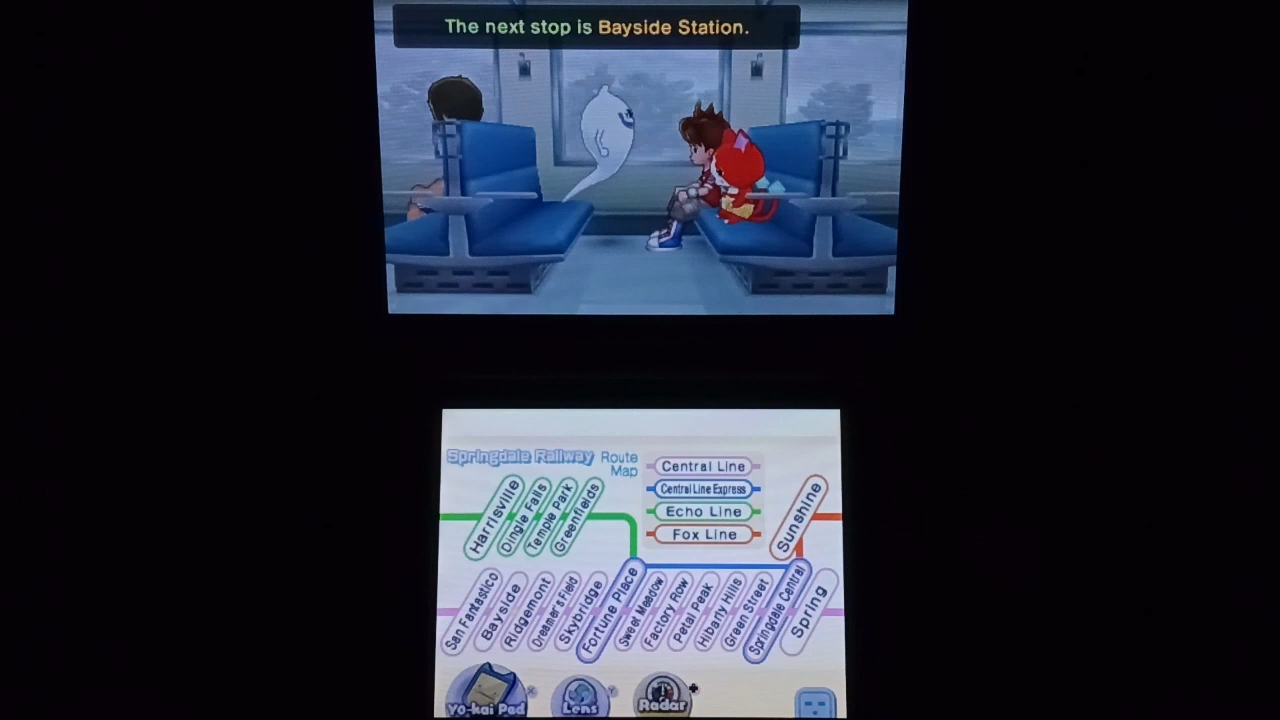 The next stop is Bayside Station.
Springdale Railway Route Map
Central Line
Central Line Express
Echo Line
Fox Line
Harrisville
Dingle Falls
Temple Park
Greenfields
Sunshine
San Fantastico
Bayside
Ridgemont
Dreamer's Field
Skybridge
Fortune Place
Sweet Meadow
Factory Row
Petal Peak
Hibarly Hills
Green Street
Springdale Central
Spring
Yo-kai Pad
X
Lens
Y
Radar